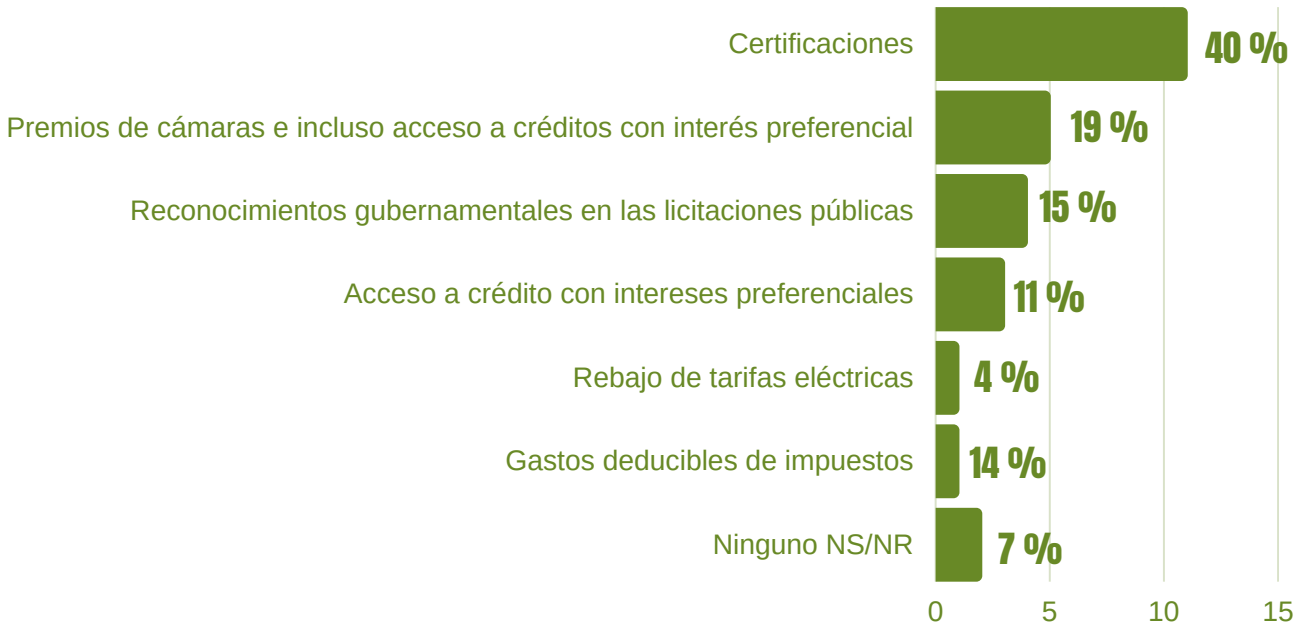 Certificaciones 40 %
Premios de cámaras e incluso acceso a créditos con interés preferencial 19 %
Reconocimientos gubernamentales en las licitaciones públicas 15 %
Acceso a crédito con intereses preferenciales 11 %
Rebajo de tarifas eléctricas 4 %
Gastos deducibles de impuestos 14 %
Ninguno NS/NR 7 %
0 5 10 15